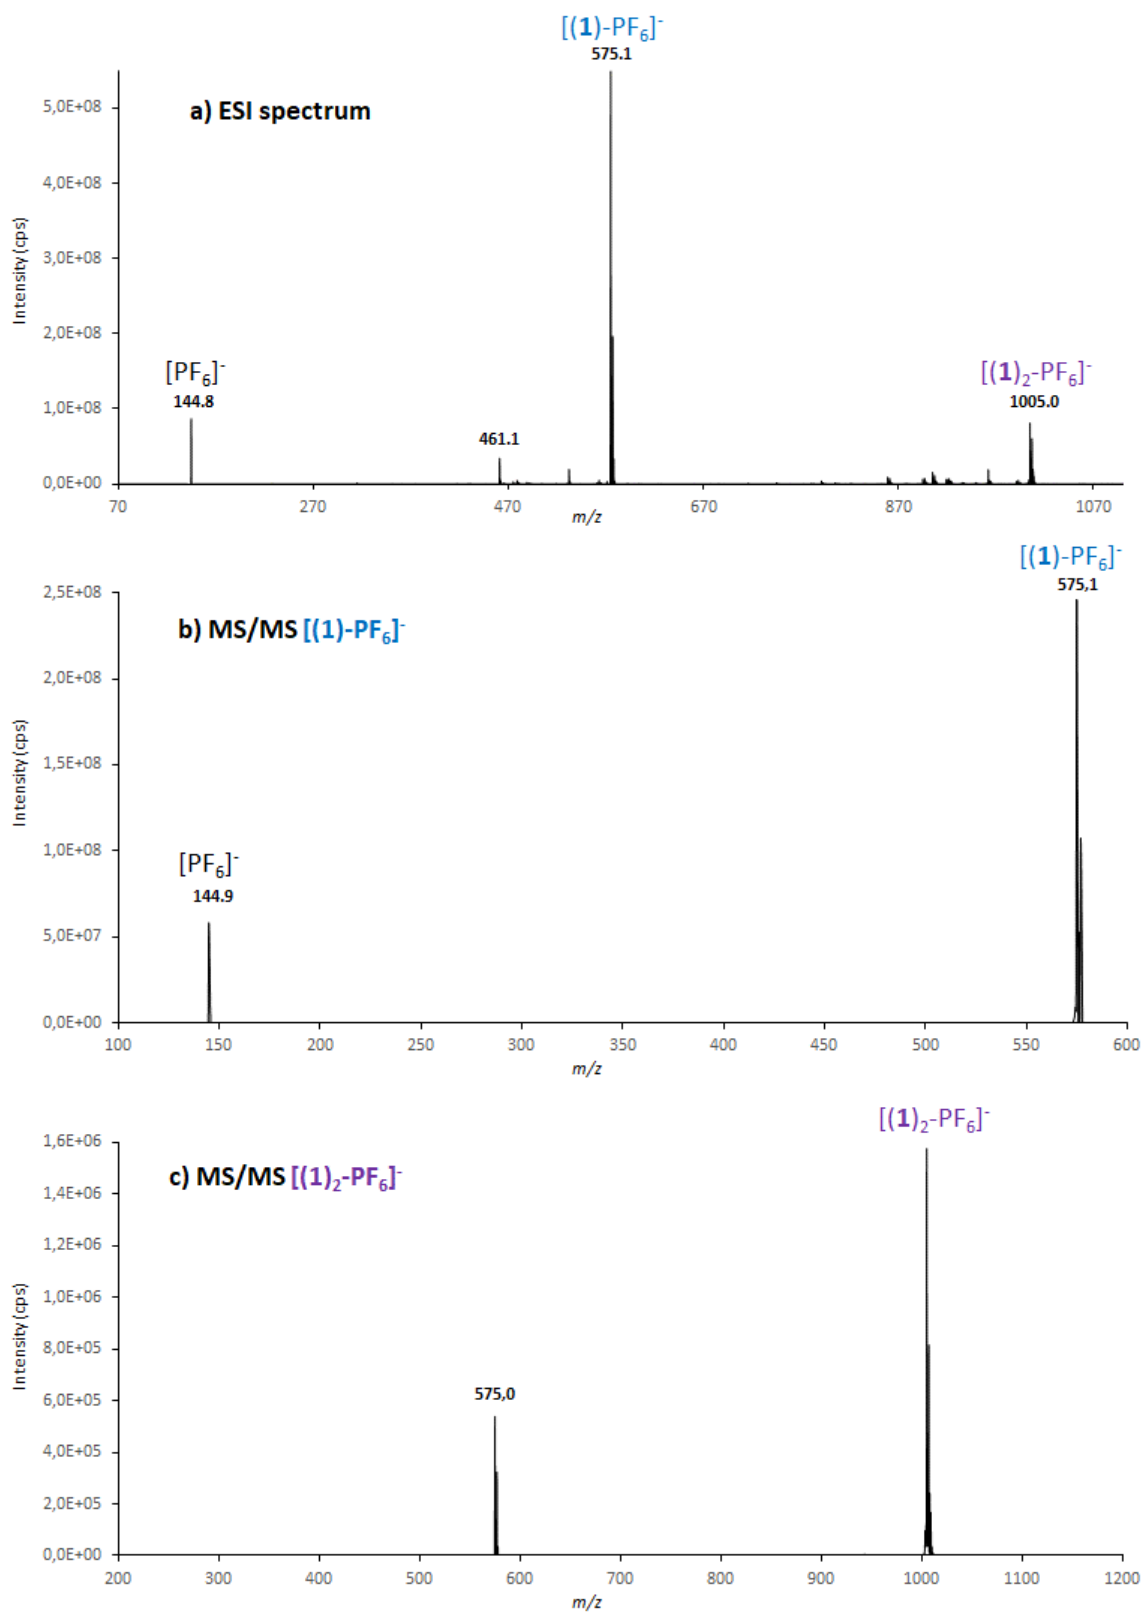 [(1)-PF6]-
575.1
a) ESI spectrum
5,0E+08
4,0E+08
3,0E+08
2,0E+08
1,0E+08
0,0E+00
Intensity (cps)
[PF6]-
144.8
461.1
[(1)2-PF6]-
1005.0
70 270 470 670 870 1070
m/z
[(1)-PF6]-
575,1
b) MS/MS [(1)-PF6]-
2,5E+08
2,0E+08
1,5E+08
1,0E+08
5,0E+07
0,0E+00
Intensity (cps)
[PF6]-
144.9
100 150 200 250 300 350 400 450 500 550 600
m/z
[(1)2-PF6]-
c) MS/MS [(1)2-PF6]-
1,6E+06
1,4E+06
1,2E+06
1,0E+06
8,0E+05
6,0E+05
4,0E+05
2,0E+05
0,0E+00
Intensity (cps)
575,0
200 300 400 500 600 700 800 900 1000 1100 1200
m/z